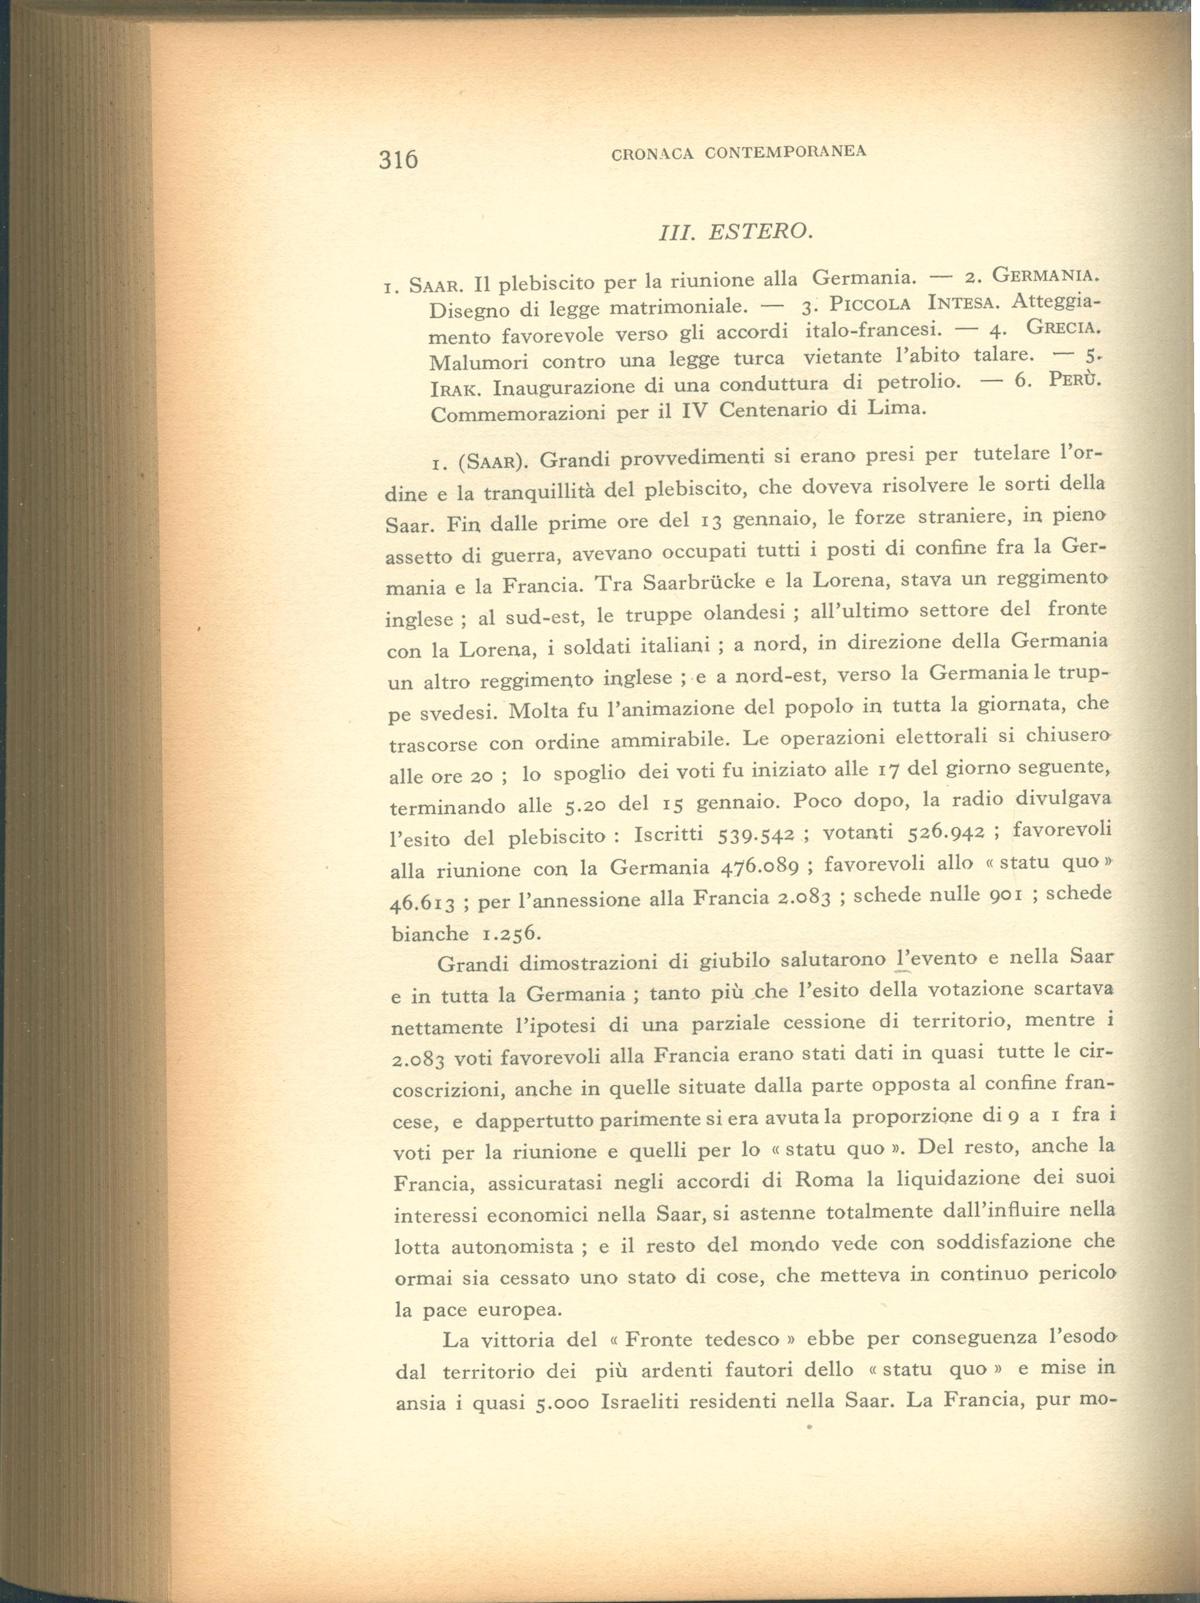 316
CRONACA CONTEMPORANEA
III. ESTERO.
1. SAAR. Il plebiscito per la riunione alla Germania. — 2. GERMANIA.
Disegno di legge matrimoniale. — 3. PICCOLA INTESA. Atteggia-
mento favorevole verso gli accordi italo-francesi. — 4. GRECIA.
Malumori contro una legge turca vietante l'abito talare. — 5.
IRAK. Inaugurazione di una conduttura di petrolio. — 6. PERÙ.
Commemorazioni per il IV Centenario di Lima.
1. (SAAR). Grandi provvedimenti si erano presi per tutelare l'or-
dine e la tranquillità del plebiscito, che doveva risolvere le sorti della
Saar. Fin dalle prime ore del 13 gennaio, le forze straniere, in pieno
assetto di guerra, avevano occupati tutti i posti di confine fra la Ger-
mania e la Francia. Tra Saarbrücke e la Lorena, stava un reggimento
inglese ; al sud-est, le truppe olandesi ; all'ultimo settore del fronte
con la Lorena, i soldati italiani ; a nord, in direzione della Germania
un altro reggimento inglese ; e a nord-est, verso la Germania le trup-
pe svedesi. Molta fu l'animazione del popolo in tutta la giornata, che
trascorse con ordine ammirabile. Le operazioni elettorali si chiusero
alle ore 20 ; lo spoglio dei voti fu iniziato alle 17 del giorno seguente,
terminando alle 5.20 del 15 gennaio. Poco dopo, la radio divulgava
l'esito del plebiscito : Iscritti 539.542 ; votanti 526.942 ; favorevoli
alla riunione con la Germania 476.089 ; favorevoli allo « statu quo »
46.613 ; per l'annessione alla Francia 2.083 ; schede nulle 901 ; schede
bianche 1.256.
Grandi dimostrazioni di giubilo salutarono l'evento e nella Saar
e in tutta la Germania ; tanto più che l'esito della votazione scartava
nettamente l'ipotesi di una parziale cessione di territorio, mentre i
2.083 voti favorevoli alla Francia erano stati dati in quasi tutte le cir-
coscrizioni, anche in quelle situate dalla parte opposta al confine fran-
cese, e dappertutto parimente si era avuta la proporzione di 9 a 1 fra i
voti per la riunione e quelli per lo « statu quo ». Del resto, anche la
Francia, assicuratasi negli accordi di Roma la liquidazione dei suoi
interessi economici nella Saar, si astenne totalmente dall'influire nella
lotta autonomista ; e il resto del mondo vede con soddisfazione che
ormai sia cessato uno stato di cose, che metteva in continuo pericolo
la pace europea.
La vittoria del « Fronte tedesco » ebbe per conseguenza l'esodo
dal territorio dei più ardenti fautori dello « statu quo » e mise in
ansia i quasi 5.000 Israeliti residenti nella Saar. La Francia, pur mo-